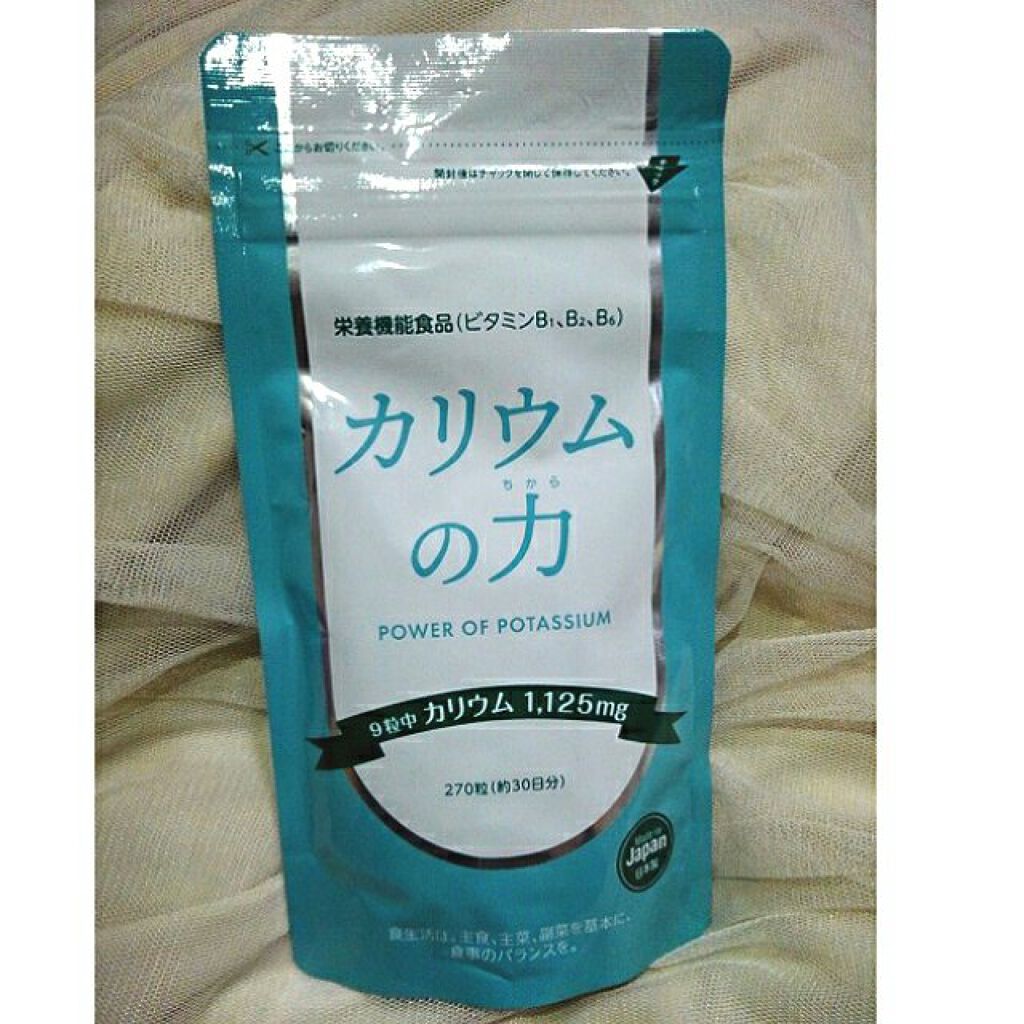 ここからお切りください。
開封後はチャックを閉じて保存してください。
栄養機能食品(ビタミンB1、B2、B6)
カリウム
ちから
の力
POWER OF POTASSIUM
9粒中 カリウム 1,125mg
270粒(約30日分)
Made in
Japan
日本製
食生活は、主食、主菜、副菜を基本に、
食事のバランスを。